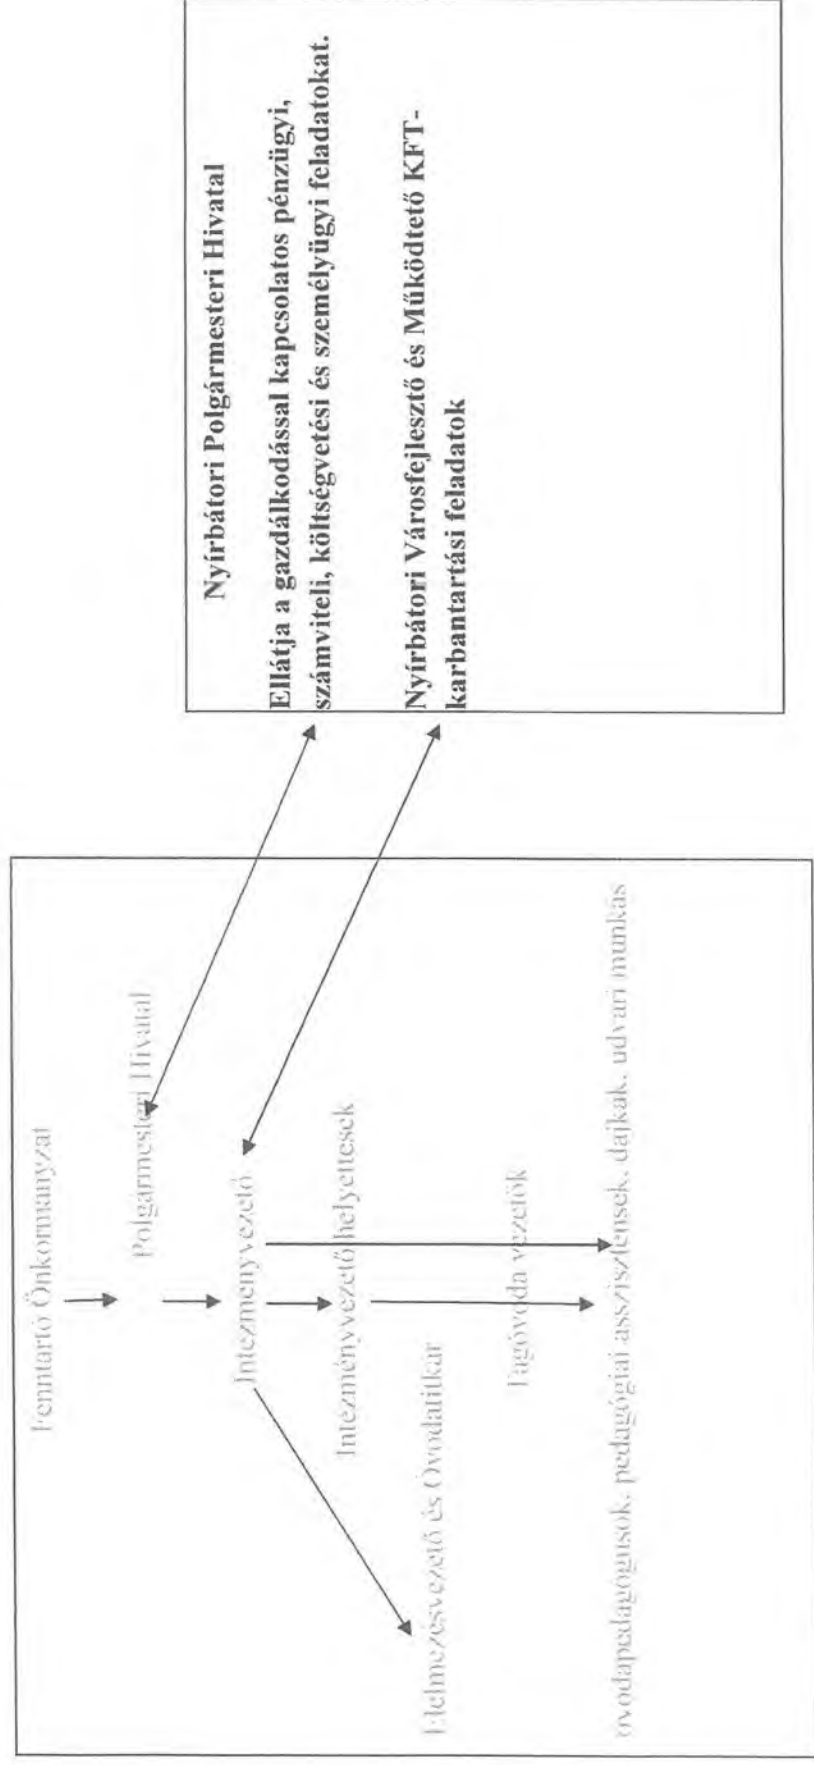 Fenntartó Önkormányzat
Polgármesteri Hivatal
Intézményvezető
Intézményvezető helyettesek
Élelmezésvezető és Óvodatitkár
Tagóvoda vezetők
óvodapedagógusok, pedagógiai asszisztensek, dajkák, udvari munkás
Nyírbátori Polgármesteri Hivatal
Ellátja a gazdálkodással kapcsolatos pénzügyi,
számviteli, költségvetési és személyügyi feladatokat.
Nyírbátori Városfejlesztő és Működtető KFT-
karbantartási feladatok